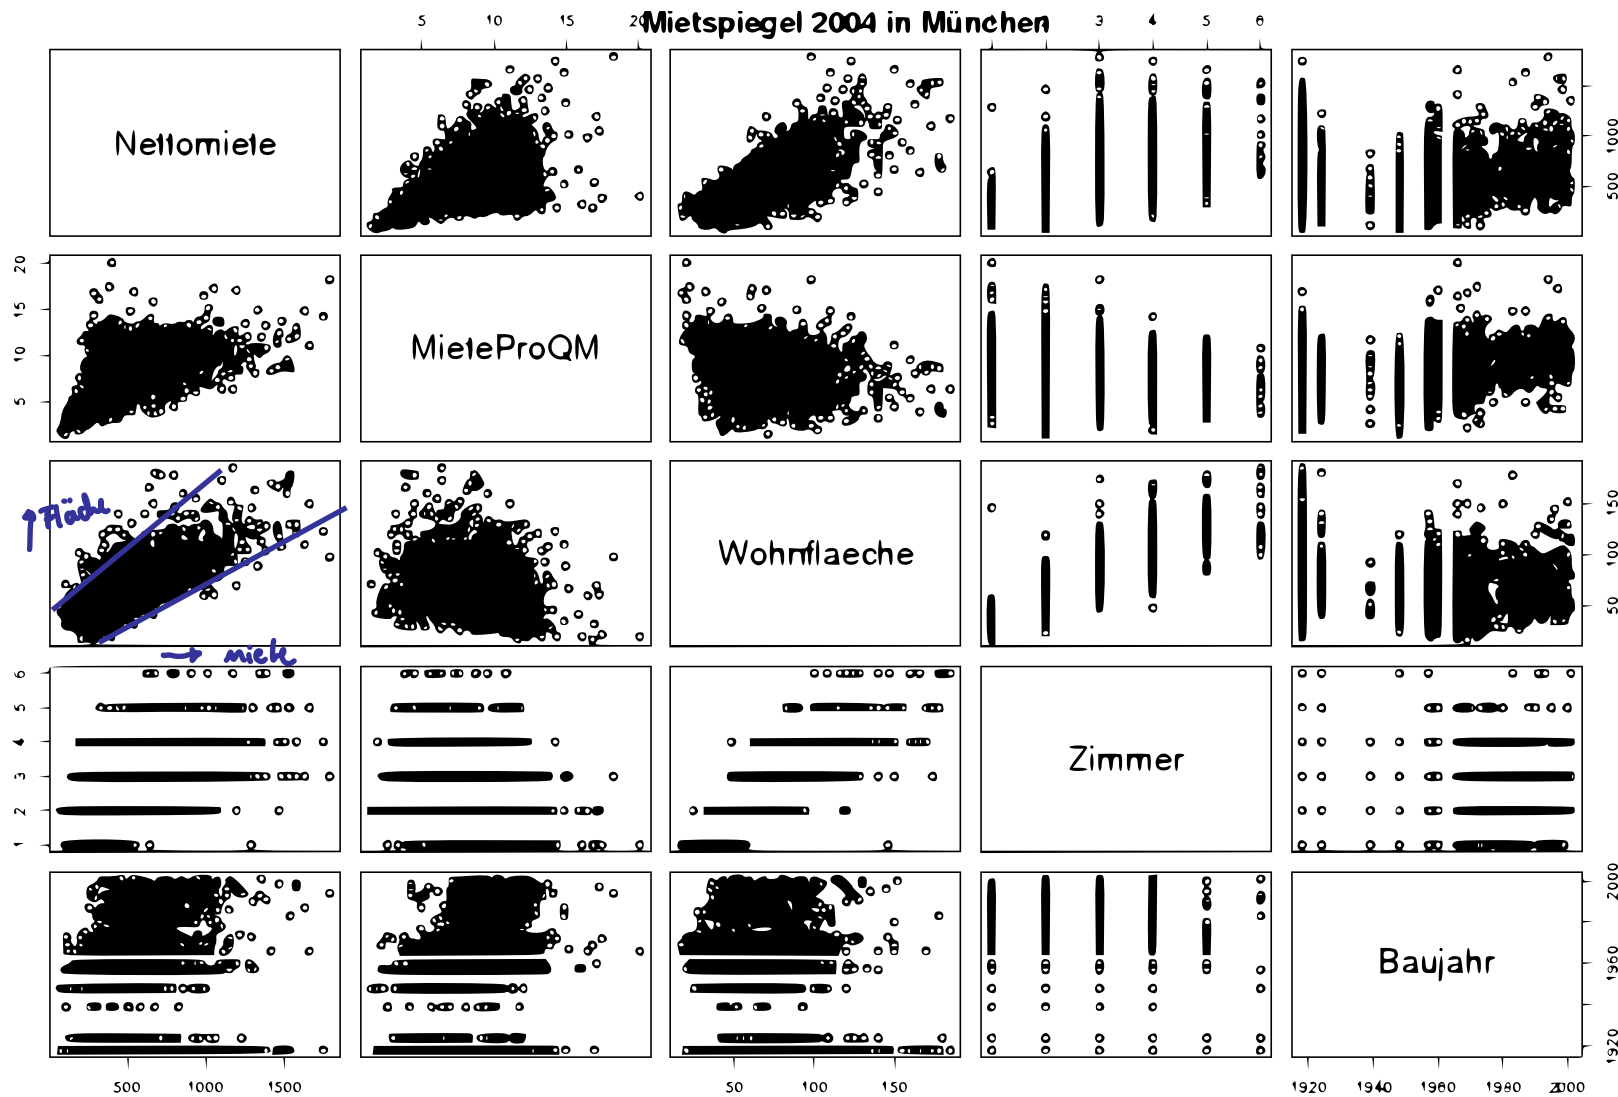 Mietspiegel 2004 in München
5 10 15 20 1 2 3 4 5 6
Nettomiete
500 1000
5 10 15 20
MieteProQM
↑ Fläche
Wohnflaeche
50 100 150
→ miete
1 2 3 4 5 6
Zimmer
Baujahr
1920 1960 2000
500 1000 1500
50 100 150
1920 1940 1960 1980 2000